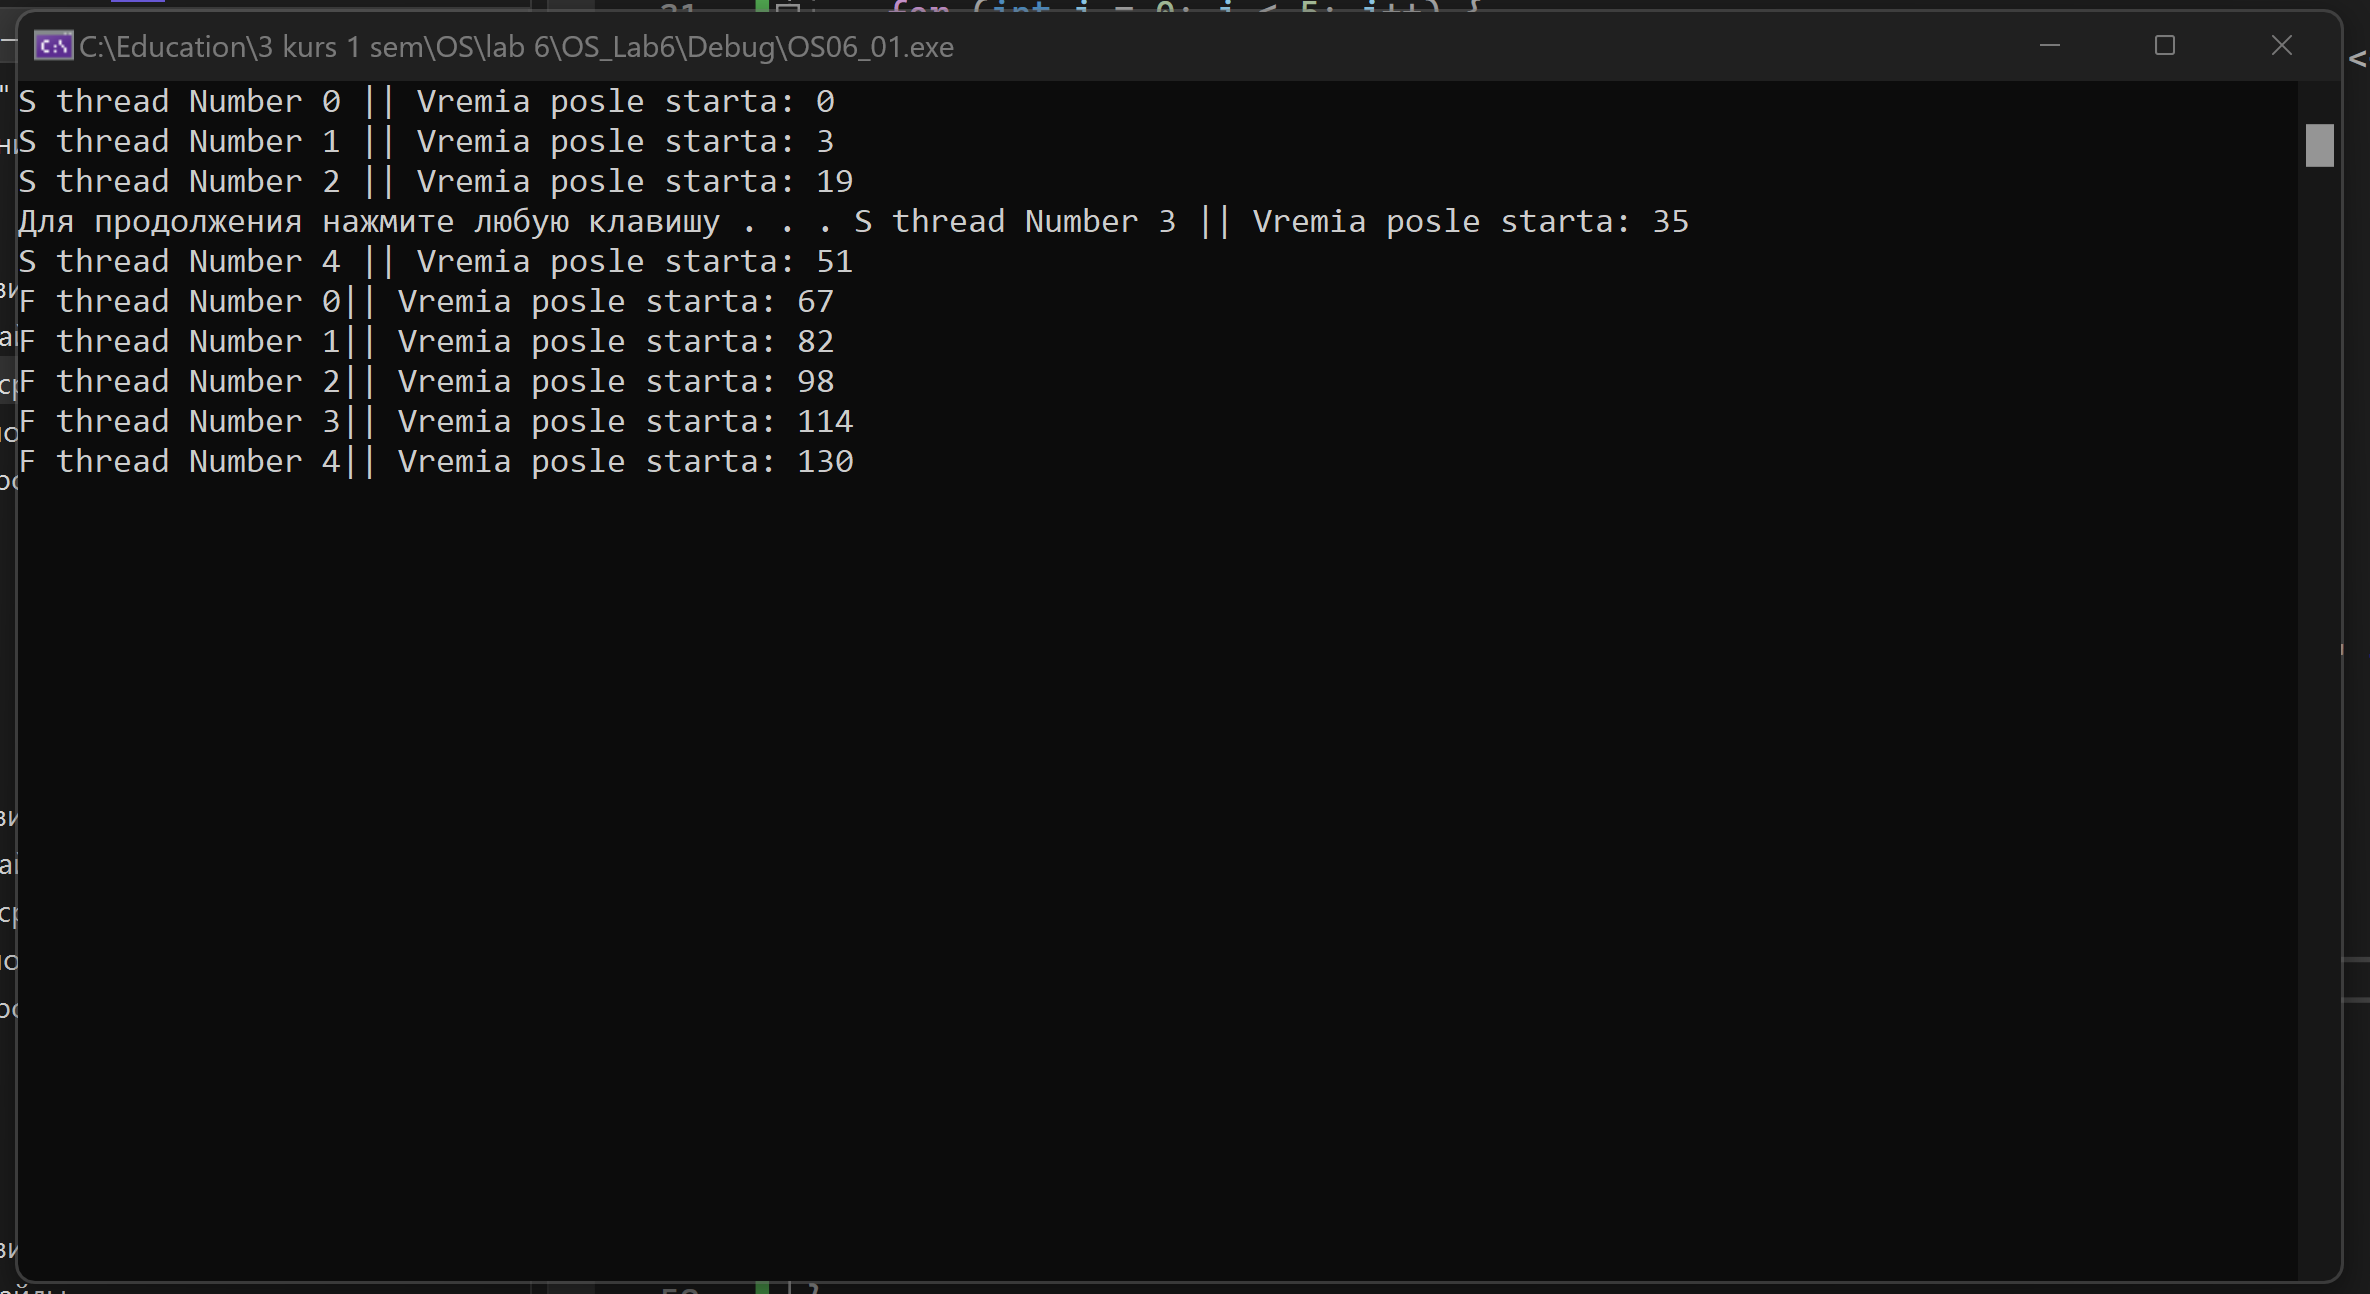 C:\Education\3 kurs 1 sem\OS\lab 6\OS_Lab6\Debug\OS06_01.exe
S thread Number 0 || Vremia posle starta: 0
S thread Number 1 || Vremia posle starta: 3
S thread Number 2 || Vremia posle starta: 19
Для продолжения нажмите любую клавишу . . . S thread Number 3 || Vremia posle starta: 35
S thread Number 4 || Vremia posle starta: 51
F thread Number 0|| Vremia posle starta: 67
F thread Number 1|| Vremia posle starta: 82
F thread Number 2|| Vremia posle starta: 98
F thread Number 3|| Vremia posle starta: 114
F thread Number 4|| Vremia posle starta: 130